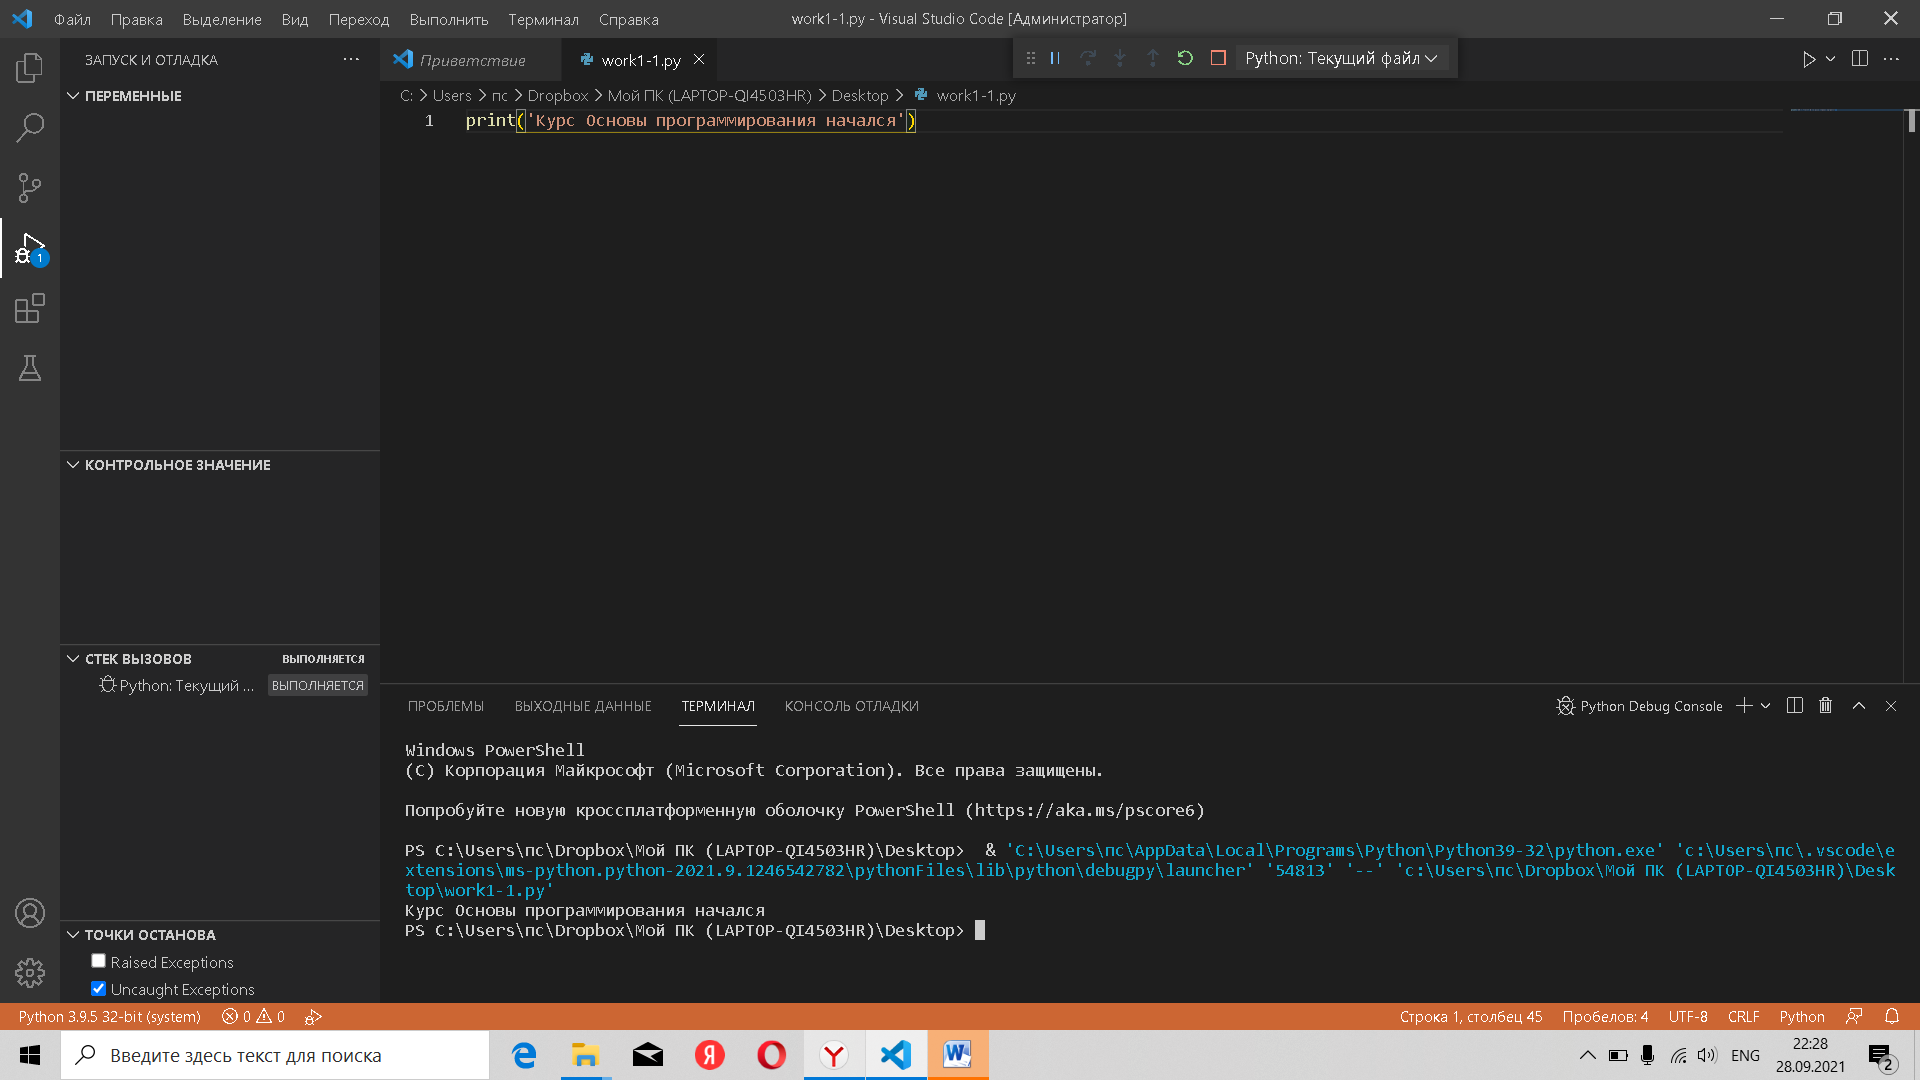 Файл Правка Выделение Вид Переход Выполнить Терминал Справка
work1-1.py - Visual Studio Code [Администратор]
ЗАПУСК И ОТЛАДКА
Приветствие
work1-1.py
Python: Текущий файл
ПЕРЕМЕННЫЕ
C: > Users > пс > Dropbox > Мой ПК (LAPTOP-QI4503HR) > Desktop > work1-1.py
1 print('Курс Основы программирования начался')
1
КОНТРОЛЬНОЕ ЗНАЧЕНИЕ
СТЕК ВЫЗОВОВ ВЫПОЛНЯЕТСЯ
Python: Текущий ... ВЫПОЛНЯЕТСЯ
ПРОБЛЕМЫ ВЫХОДНЫЕ ДАННЫЕ ТЕРМИНАЛ КОНСОЛЬ ОТЛАДКИ
Python Debug Console
Windows PowerShell
(C) Корпорация Майкрософт (Microsoft Corporation). Все права защищены.
Попробуйте новую кроссплатформенную оболочку PowerShell (https://aka.ms/pscore6)
PS C:\Users\пс\Dropbox\Мой ПК (LAPTOP-QI4503HR)\Desktop>  & 'C:\Users\пс\AppData\Local\Programs\Python\Python39-32\python.exe' 'c:\Users\пс\.vscode\e
xtensions\ms-python.python-2021.9.1246542782\pythonFiles\lib\python\debugpy\launcher' '54813' '--' 'c:\Users\пс\Dropbox\Мой ПК (LAPTOP-QI4503HR)\Desk
top\work1-1.py'
Курс Основы программирования начался
PS C:\Users\пс\Dropbox\Мой ПК (LAPTOP-QI4503HR)\Desktop>
ТОЧКИ ОСТАНОВА
Raised Exceptions
Uncaught Exceptions
Python 3.9.5 32-bit (system) 0 0
Строка 1, столбец 45 Пробелов: 4 UTF-8 CRLF Python
Введите здесь текст для поиска
ENG
22:28
28.09.2021
2